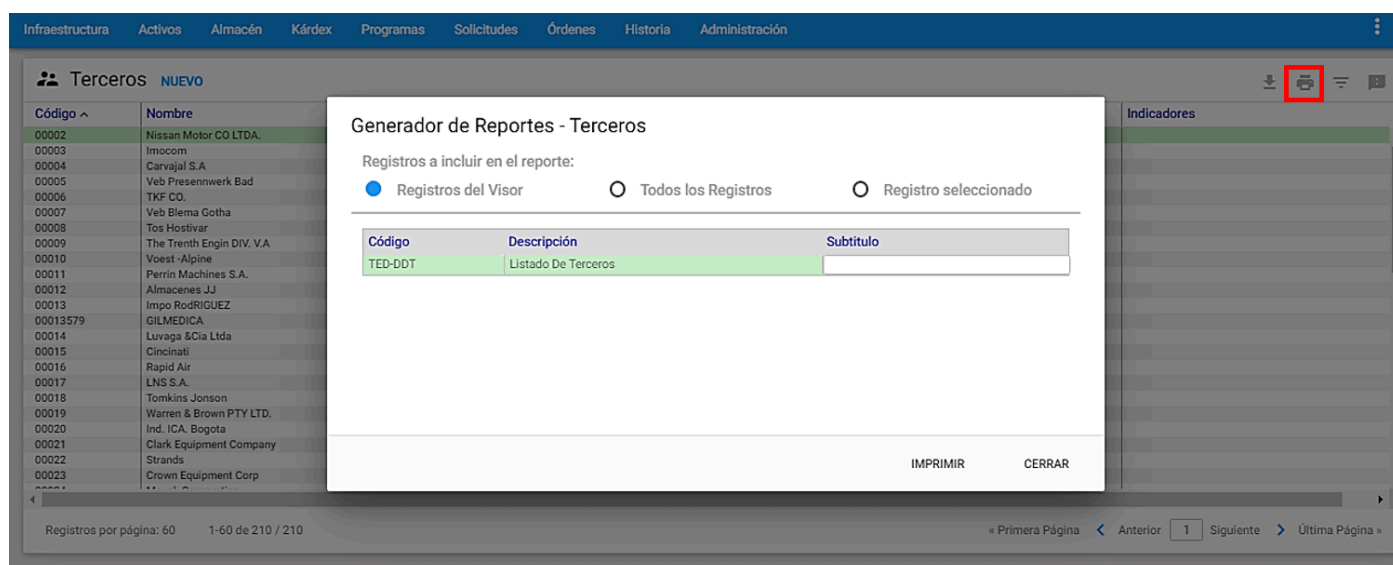 Infraestructura Activos Almacén Kárdex Programas Solicitudes Órdenes Historia Administración
Terceros NUEVO
Código Nombre Indicadores
00002 Nissan Motor CO LTDA.
00003 Imocom
00004 Carvajal S.A
00005 Veb Presennwerk Bad
00006 TKF CO.
00007 Veb Blema Gotha
00008 Tos Hostivar
00009 The Trenth Engin DIV. V.A
00010 Voest -Alpine
00011 Perrin Machines S.A.
00012 Almacenes JJ
00013 Impo RodRIGUEZ
00013579 GILMEDICA
00014 Luvaga &Cia Ltda
00015 Cincinati
00016 Rapid Air
00017 LNS S.A.
00018 Tomkins Jonson
00019 Warren & Brown PTY LTD.
00020 Ind. ICA. Bogota
00021 Clark Equipment Company
00022 Strands
00023 Crown Equipment Corp
Generador de Reportes - Terceros
Registros a incluir en el reporte:
Registros del Visor Todos los Registros Registro seleccionado
Código Descripción Subtitulo
TED-DDT Listado De Terceros
IMPRIMIR CERRAR
Registros por página: 60 1-60 de 210 / 210 « Primera Página Anterior 1 Siguiente Última Página »